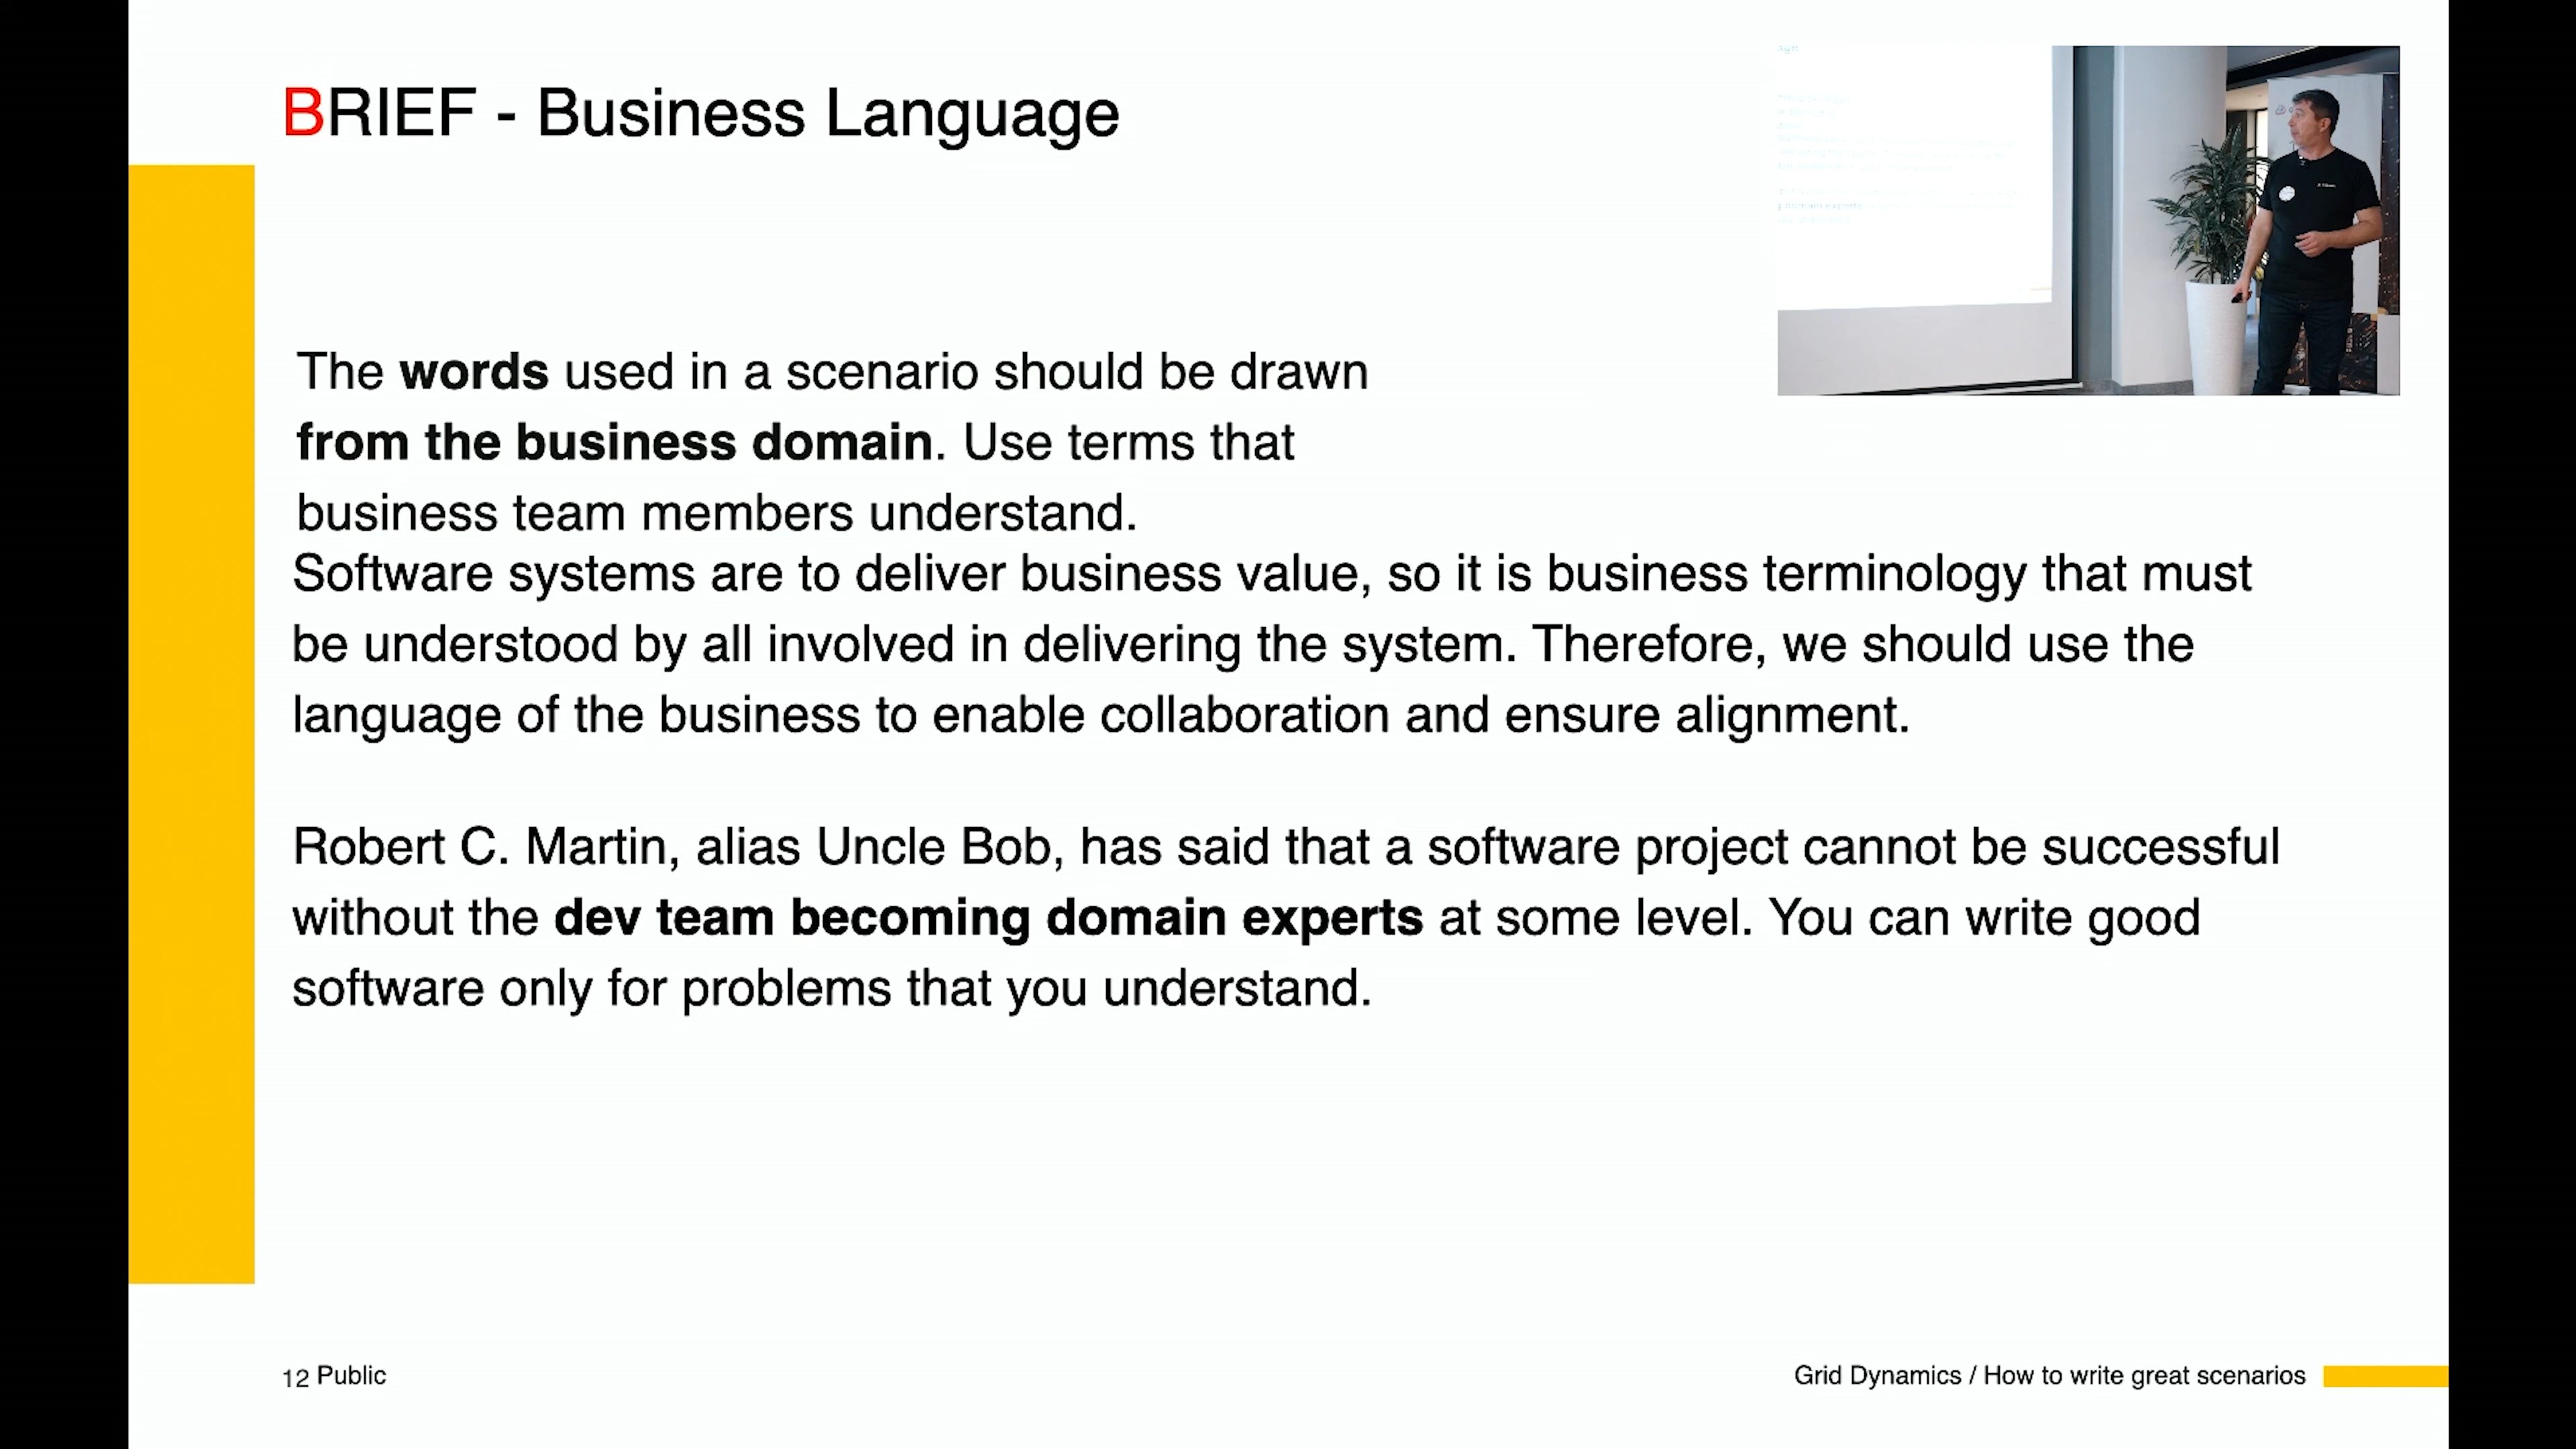 BRIEF - Business Language
The words used in a scenario should be drawn
from the business domain. Use terms that
business team members understand.
Software systems are to deliver business value, so it is business terminology that must
be understood by all involved in delivering the system. Therefore, we should use the
language of the business to enable collaboration and ensure alignment.
Robert C. Martin, alias Uncle Bob, has said that a software project cannot be successful
without the dev team becoming domain experts at some level. You can write good
software only for problems that you understand.
12 Public
Grid Dynamics / How to write great scenarios